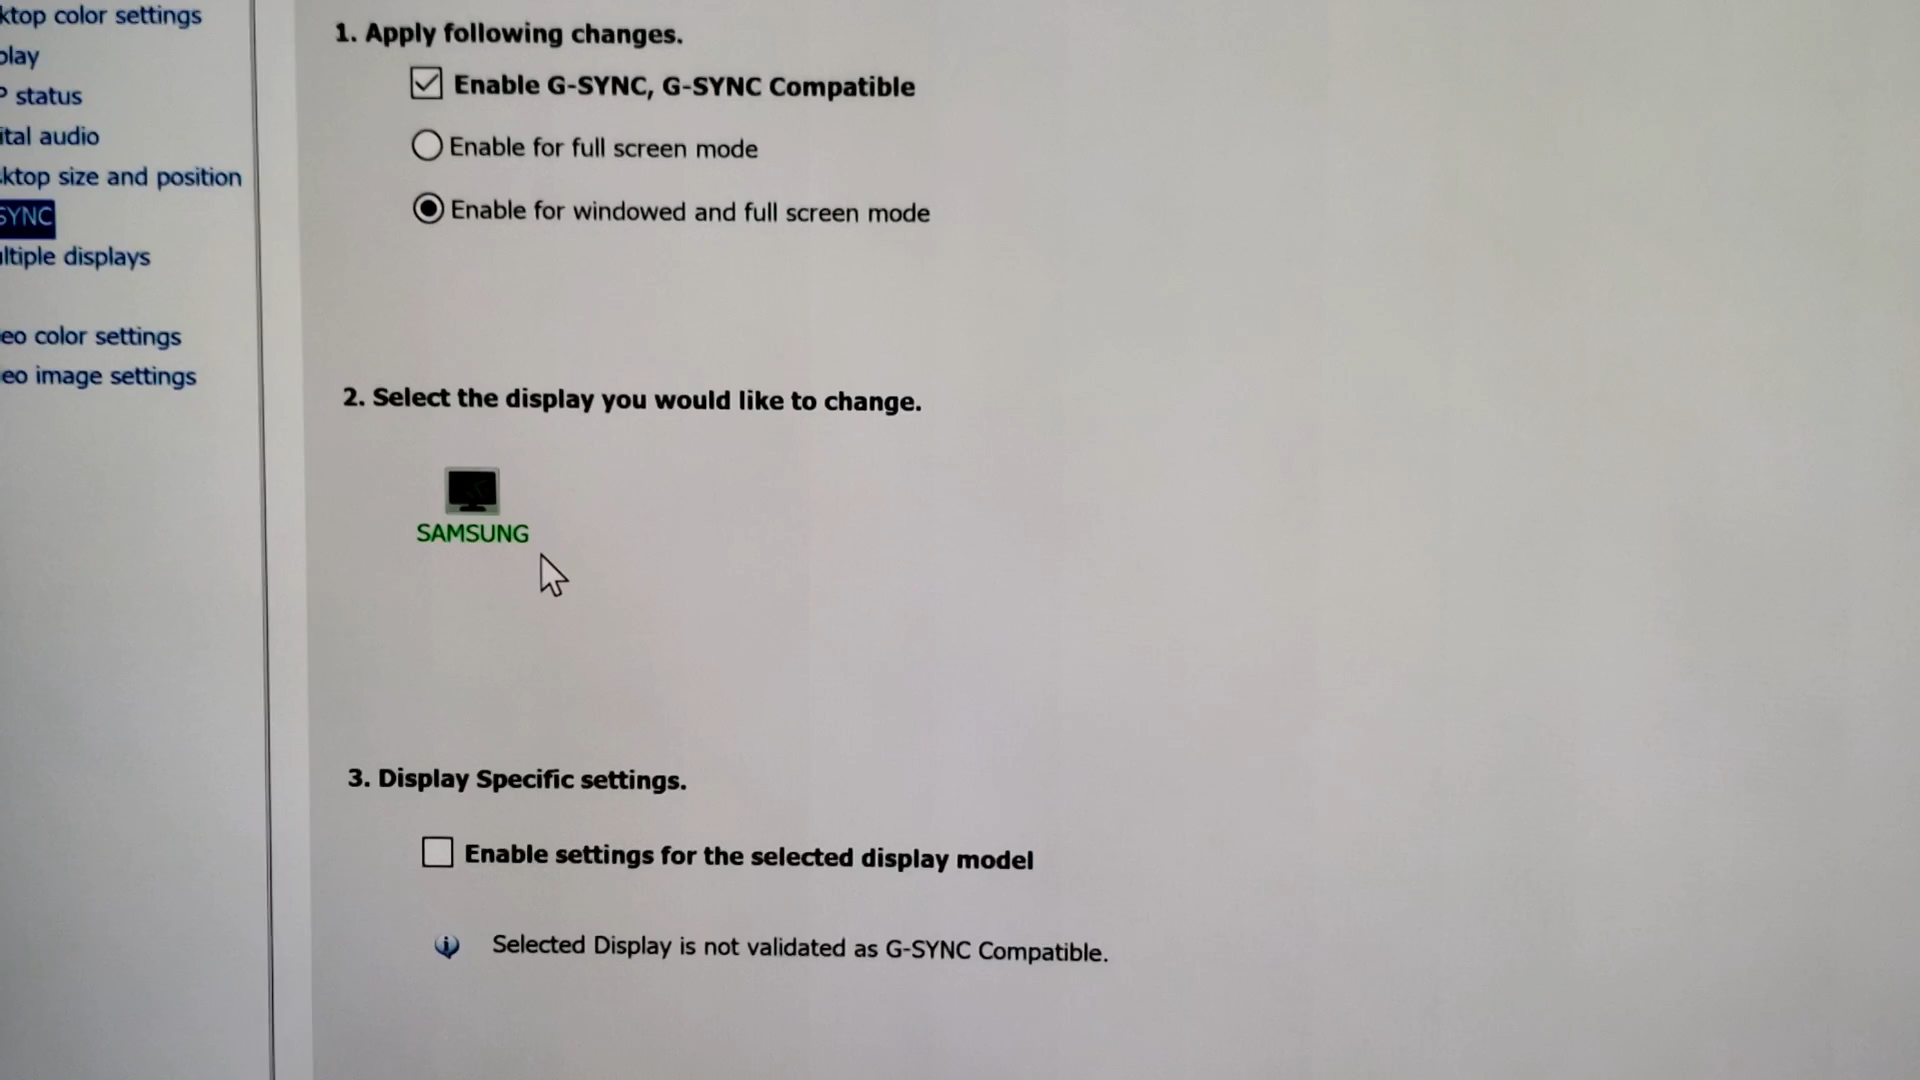 ktop color settings
play
P status
ital audio
ktop size and position
SYNC
ltiple displays
eo color settings
eo image settings
1. Apply following changes.
Enable G-SYNC, G-SYNC Compatible
Enable for full screen mode
Enable for windowed and full screen mode
2. Select the display you would like to change.
SAMSUNG
3. Display Specific settings.
Enable settings for the selected display model
Selected Display is not validated as G-SYNC Compatible.